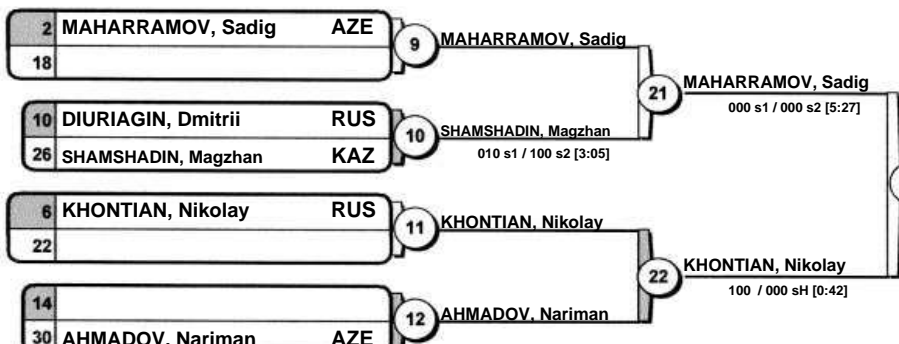 2 MAHARRAMOV, Sadig AZE
18
9
MAHARRAMOV, Sadig
10 DIURIAGIN, Dmitrii RUS
26 SHAMSHADIN, Magzhan KAZ
10
SHAMSHADIN, Magzhan
010 s1 / 100 s2 [3:05]
21
MAHARRAMOV, Sadig
000 s1 / 000 s2 [5:27]
6 KHONTIAN, Nikolay RUS
22
11
KHONTIAN, Nikolay
14
30 AHMADOV, Nariman AZE
12
AHMADOV, Nariman
22
KHONTIAN, Nikolay
100 / 000 sH [0:42]